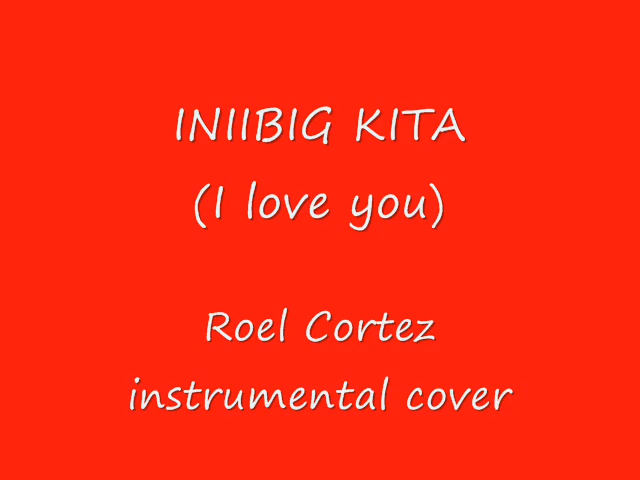 INIIBIG KITA
(I love you)
Roel Cortez
instrumental cover